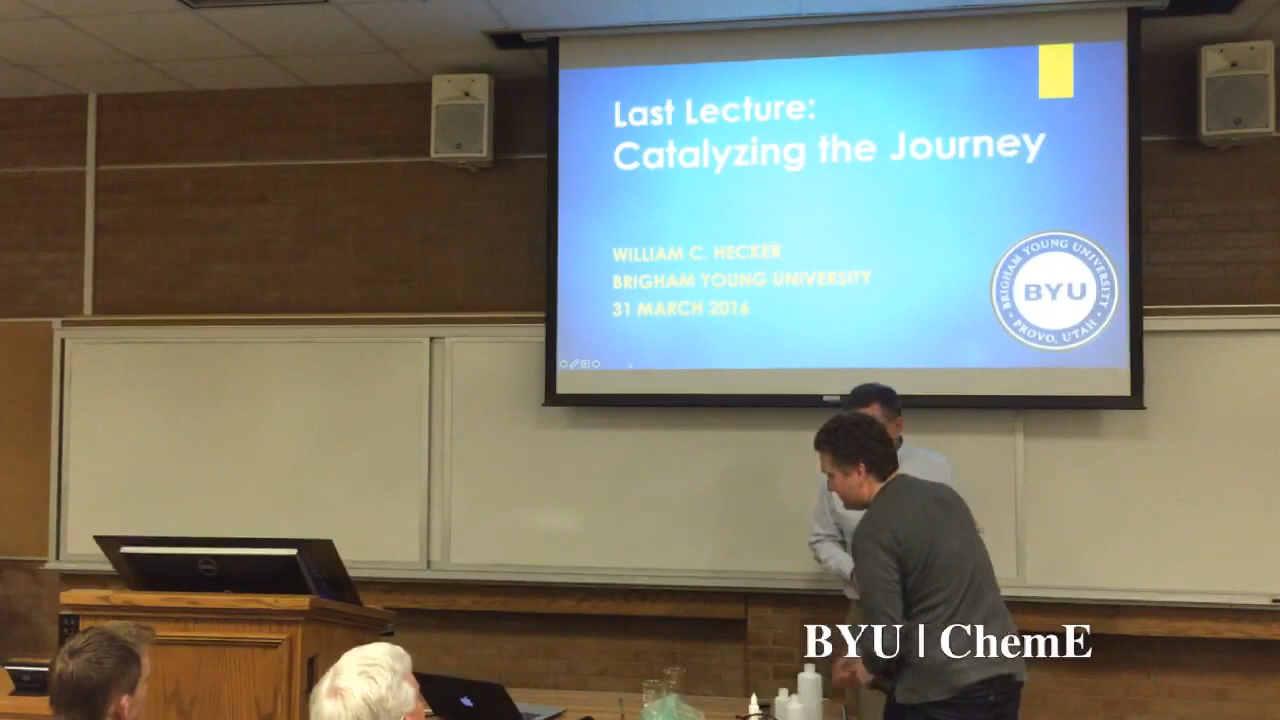 Last Lecture:
Catalyzing the Journey
WILLIAM C. HECKER
BRIGHAM YOUNG UNIVERSITY
31 MARCH 2016
BRIGHAM YOUNG UNIVERSITY
BYU
PROVO, UTAH
BYU | ChemE